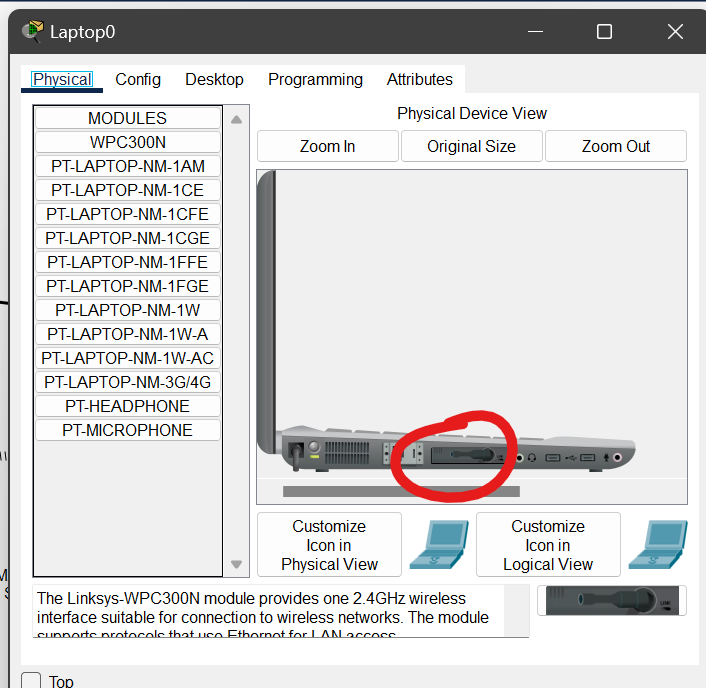 Laptop0
Physical Config Desktop Programming Attributes
MODULES
WPC300N
PT-LAPTOP-NM-1AM
PT-LAPTOP-NM-1CE
PT-LAPTOP-NM-1CFE
PT-LAPTOP-NM-1CGE
PT-LAPTOP-NM-1FFE
PT-LAPTOP-NM-1FGE
PT-LAPTOP-NM-1W
PT-LAPTOP-NM-1W-A
PT-LAPTOP-NM-1W-AC
PT-LAPTOP-NM-3G/4G
PT-HEADPHONE
PT-MICROPHONE
Physical Device View
Zoom In Original Size Zoom Out
Customize
Icon in
Physical View
Customize
Icon in
Logical View
The Linksys-WPC300N module provides one 2.4GHz wireless
interface suitable for connection to wireless networks. The module
supports protocols that use Ethernet for LAN access.
LINK
Top